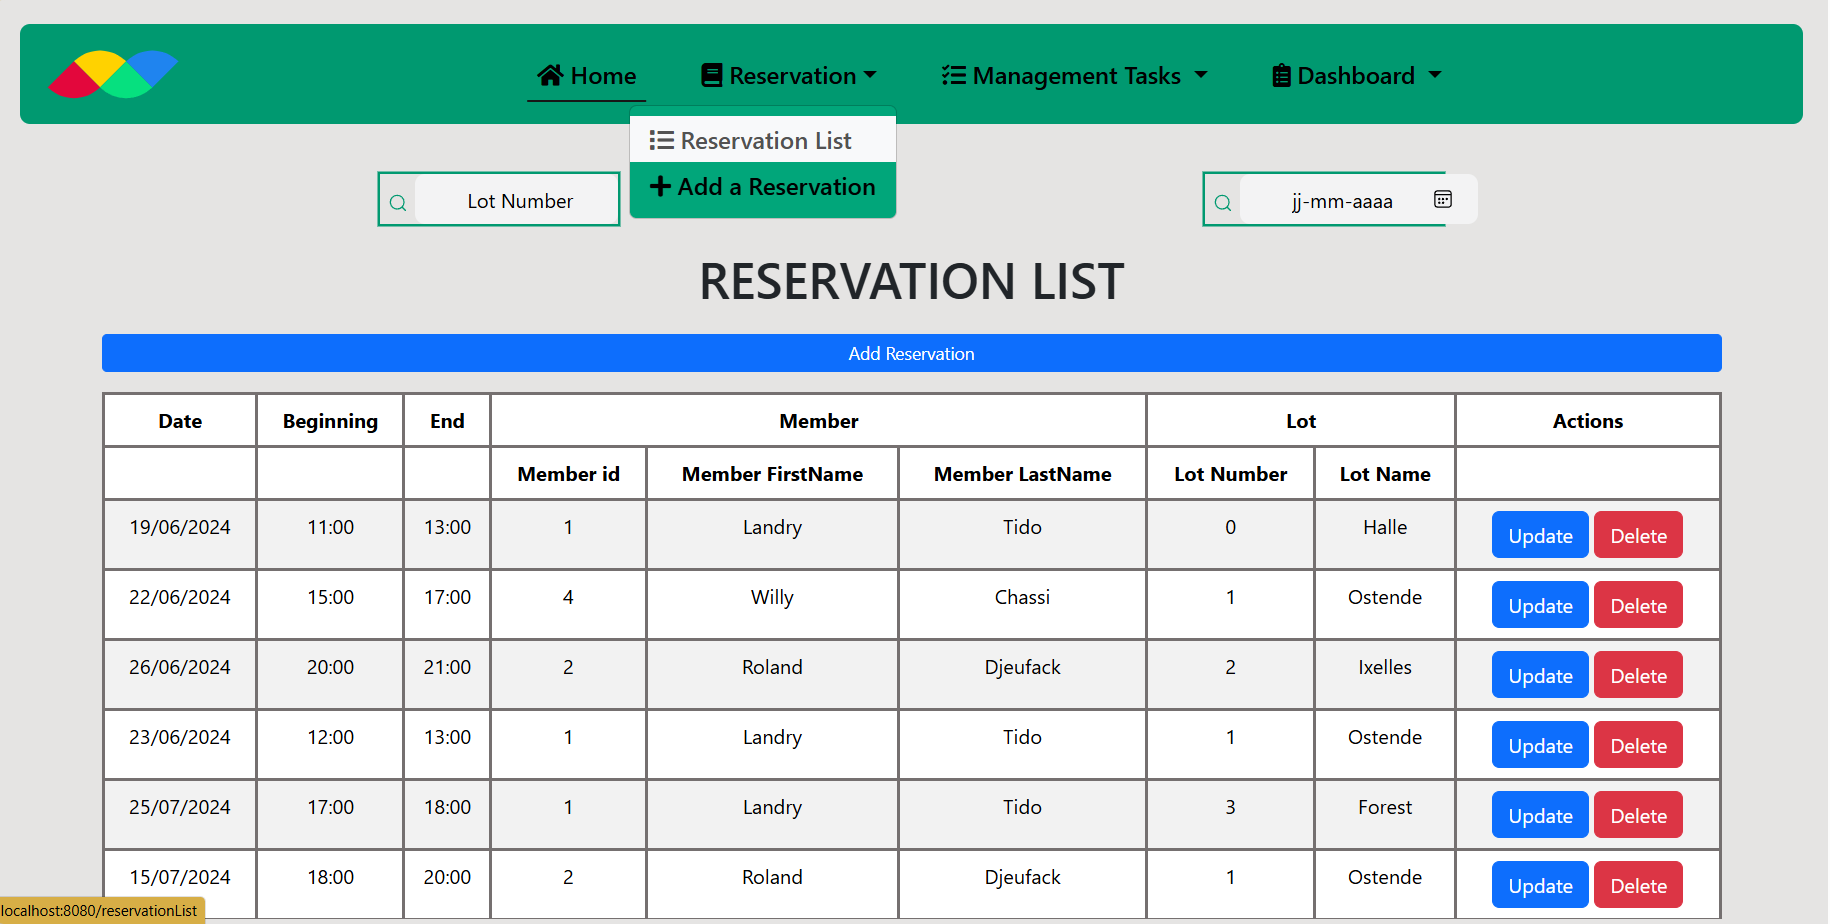 Home Reservation Management Tasks Dashboard
Reservation List
Add a Reservation
Lot Number jj-mm-aaaa
RESERVATION LIST
Add Reservation
Date Beginning End Member Lot Actions
Member id Member FirstName Member LastName Lot Number Lot Name
19/06/2024 11:00 13:00 1 Landry Tido 0 Halle Update Delete
22/06/2024 15:00 17:00 4 Willy Chassi 1 Ostende Update Delete
26/06/2024 20:00 21:00 2 Roland Djeufack 2 Ixelles Update Delete
23/06/2024 12:00 13:00 1 Landry Tido 1 Ostende Update Delete
25/07/2024 17:00 18:00 1 Landry Tido 3 Forest Update Delete
15/07/2024 18:00 20:00 2 Roland Djeufack 1 Ostende Update Delete
localhost:8080/reservationList